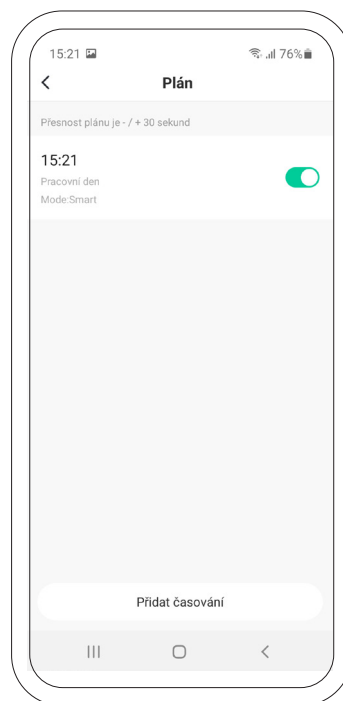 15:21 76%
Plán
Přesnost plánu je - / + 30 sekund
15:21
Pracovní den
Mode:Smart
Přidat časování